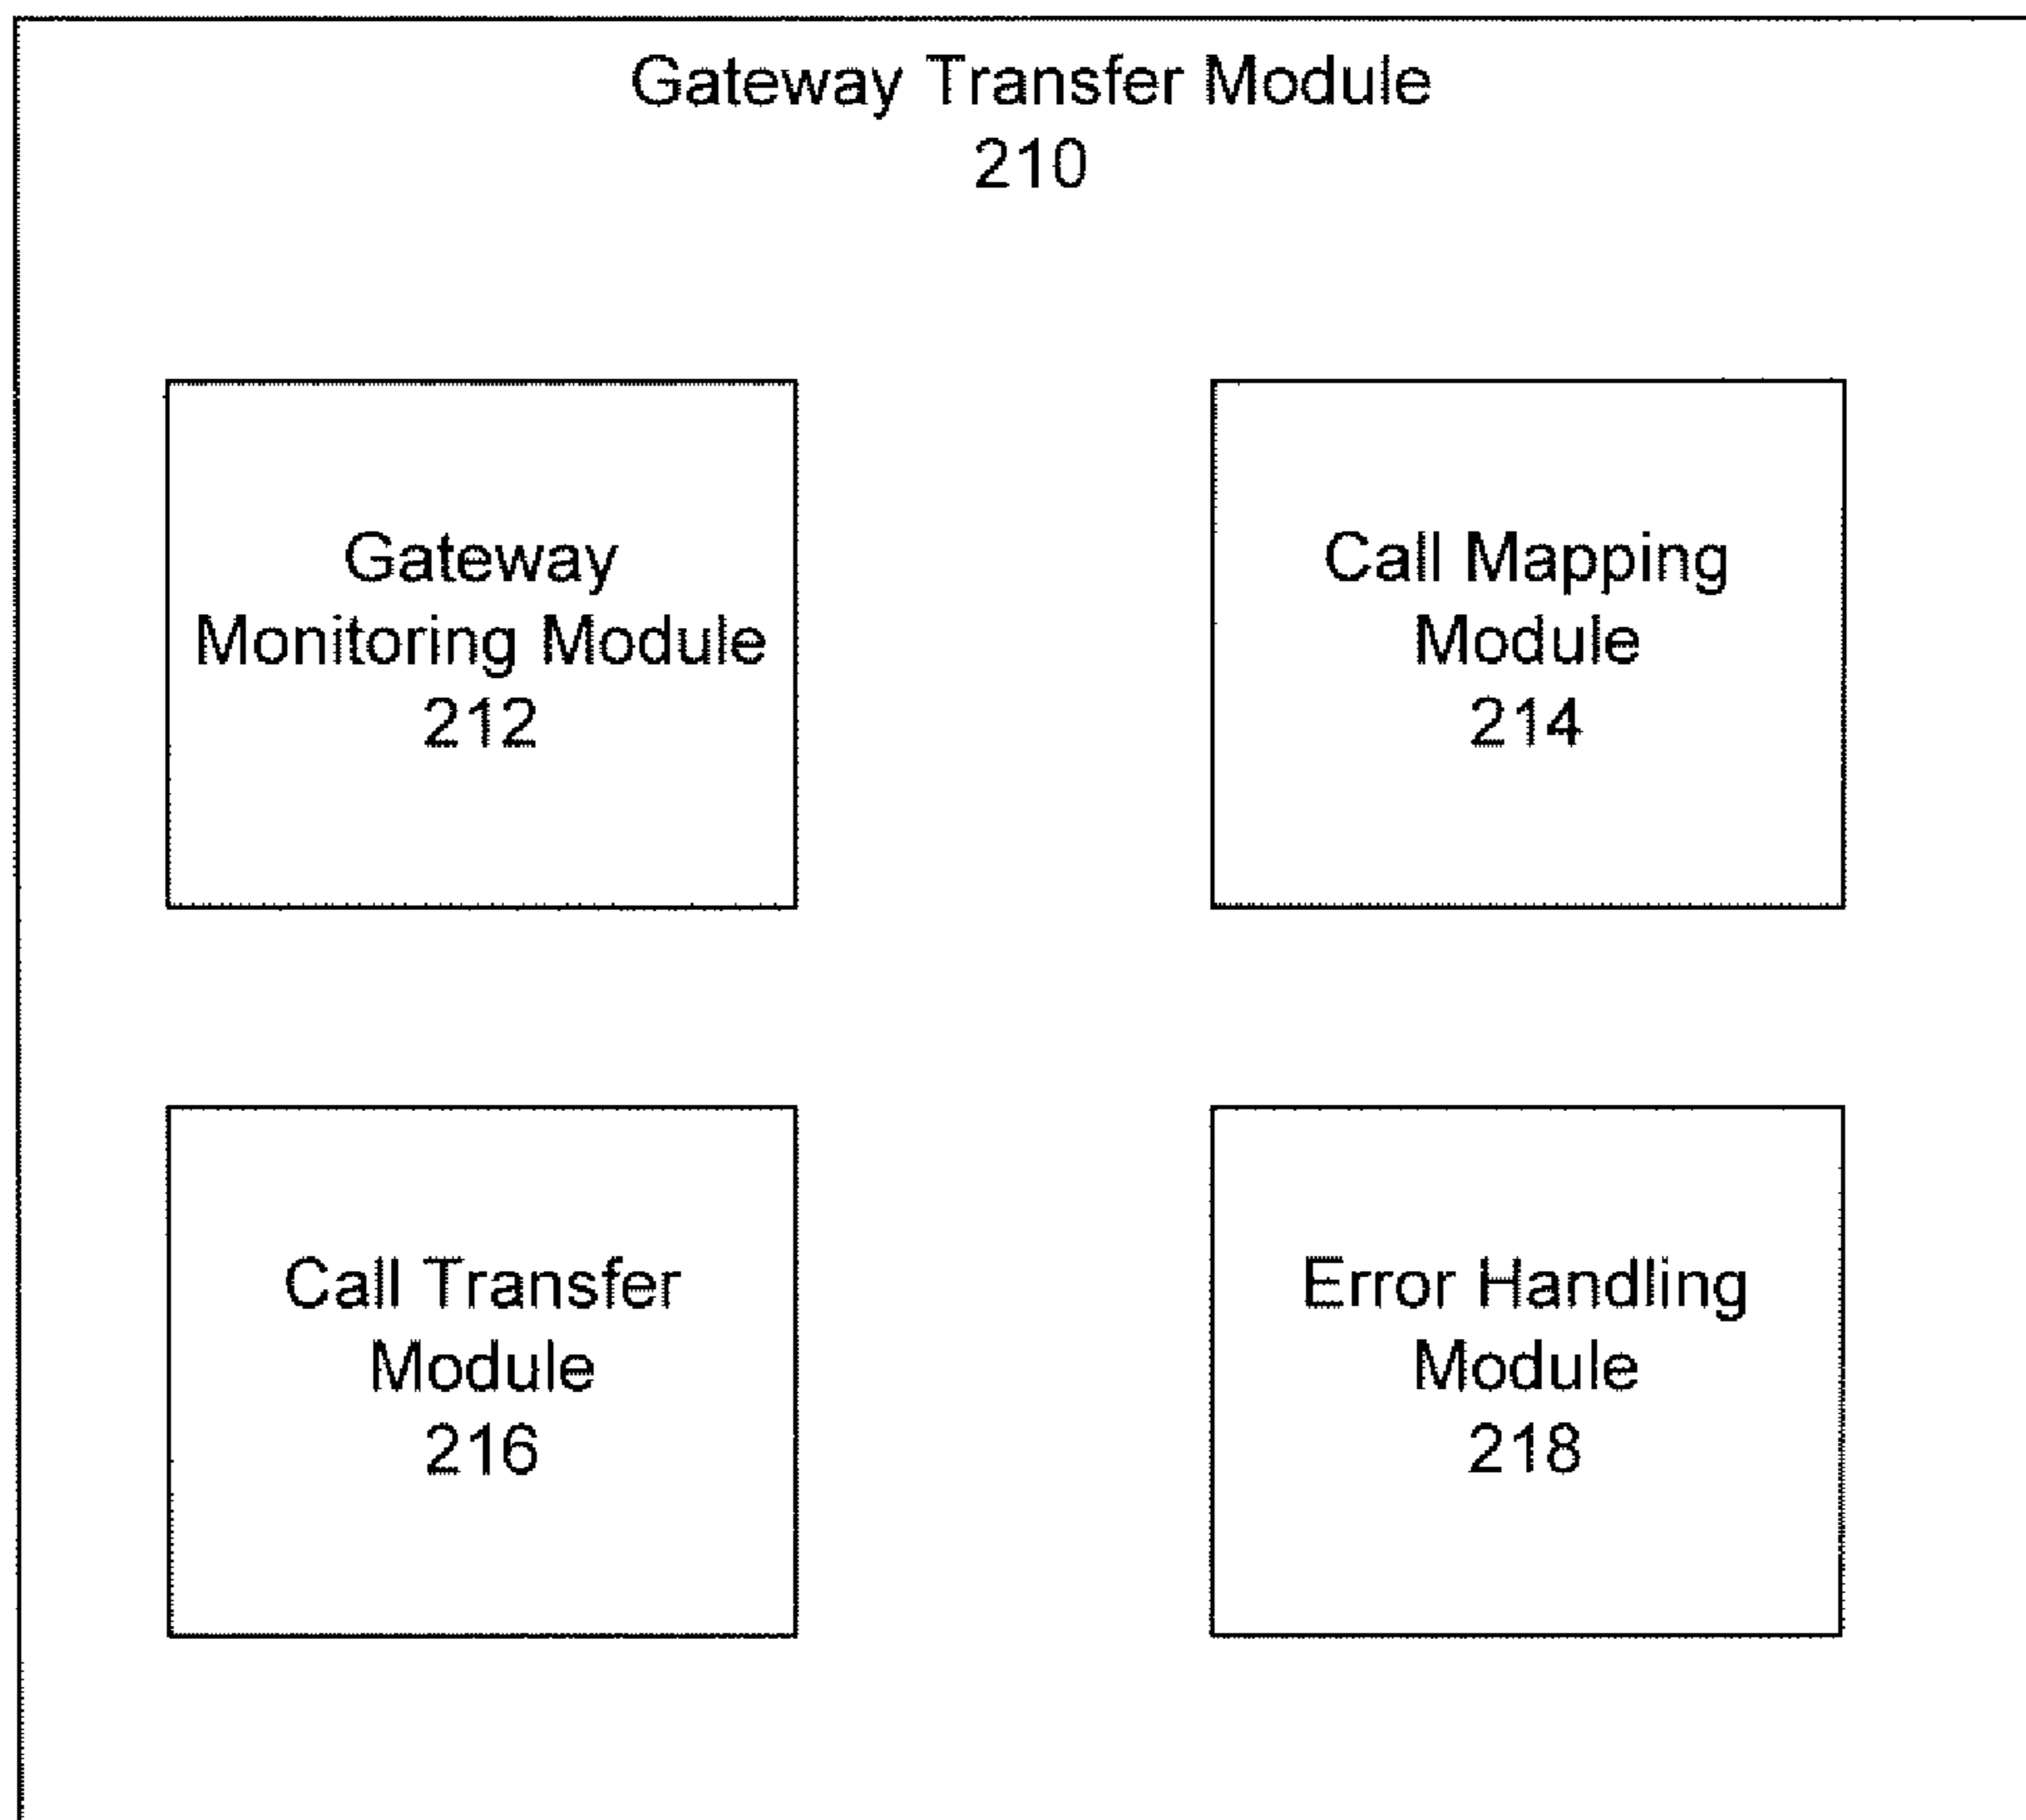 Gateway Transfer Module
210
Gateway
Monitoring Module
212
Call Mapping
Module
214
Call Transfer
Module
216
Error Handling
Module
218